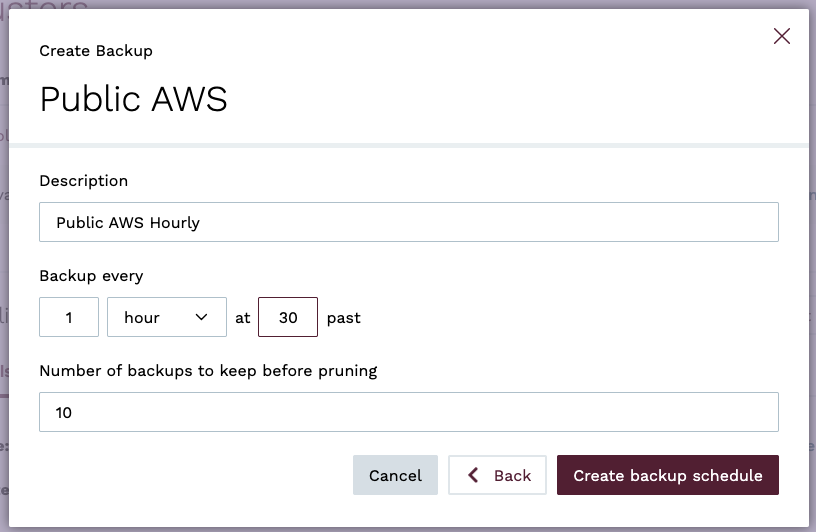 Create Backup
Public AWS
Description
Public AWS Hourly
Backup every
1 hour at 30 past
Number of backups to keep before pruning
10
Cancel Back Create backup schedule